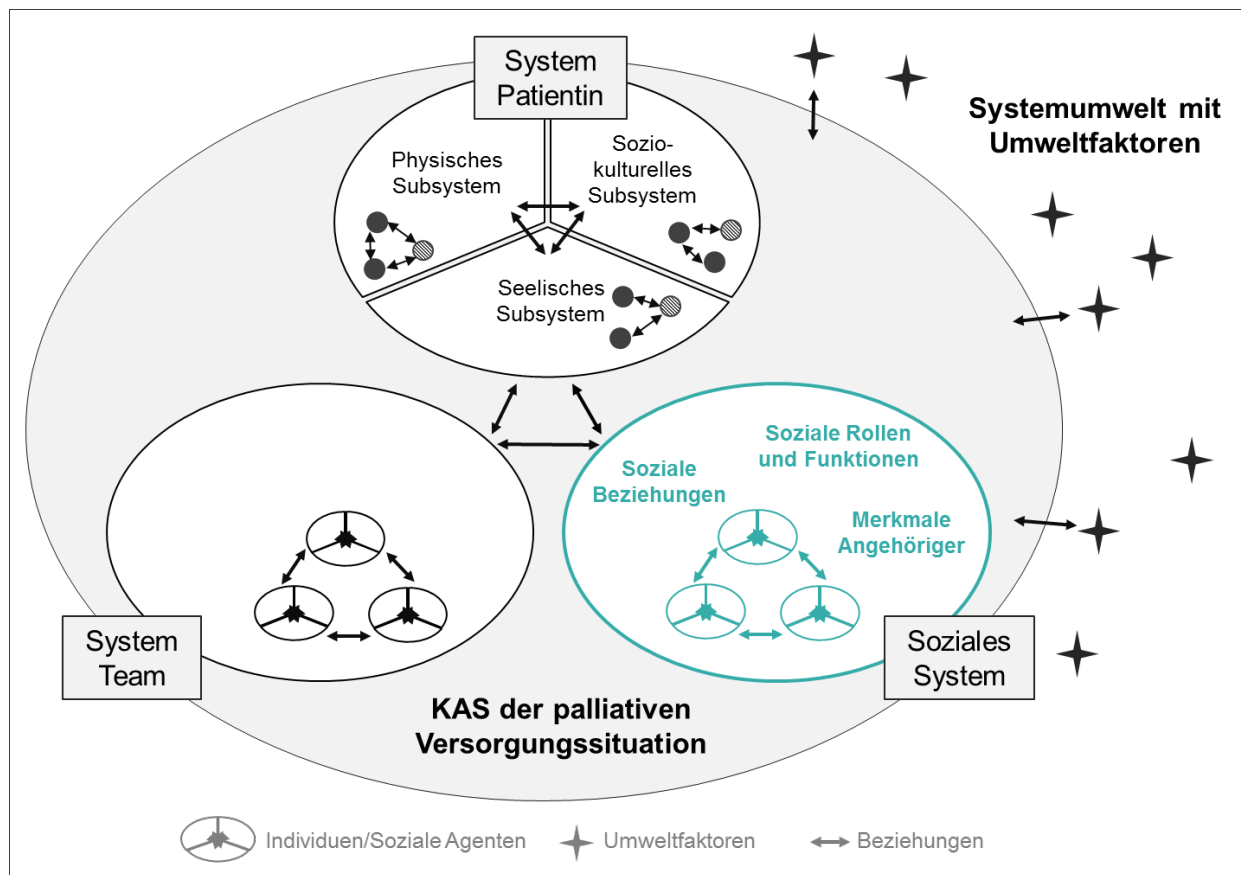 System
Patientin
Systemumwelt mit
Umweltfaktoren
Physisches
Subsystem
Sozio-
kulturelles
Subsystem
Seelisches
Subsystem
Soziale Rollen
und Funktionen
Soziale
Beziehungen
Merkmale
Angehöriger
System
Team
Soziales
System
KAS der palliativen
Versorgungssituation
Individuen/Soziale Agenten
Umweltfaktoren
Beziehungen